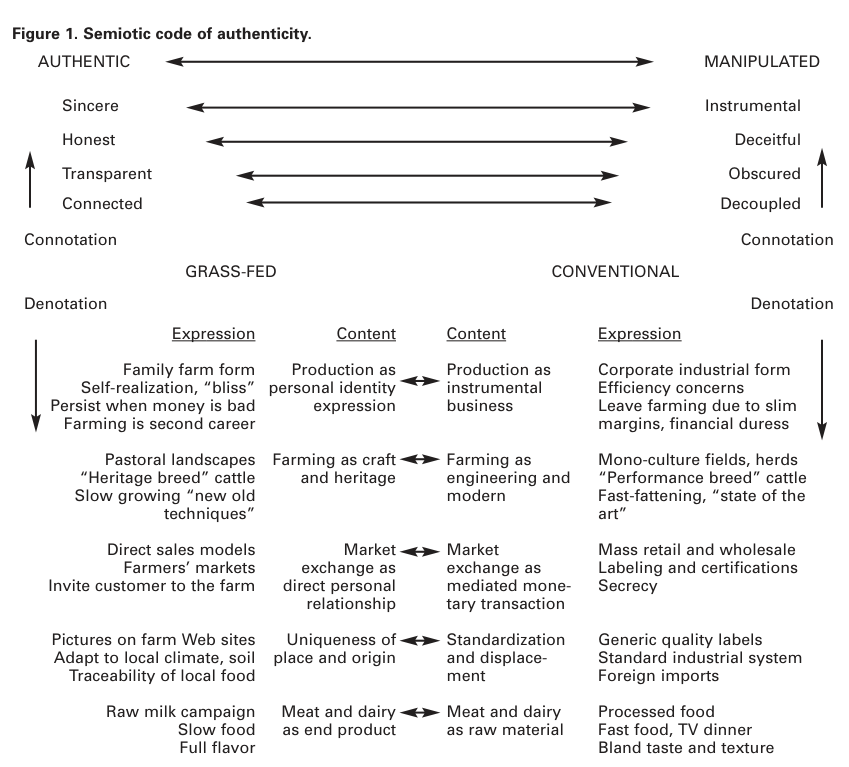 Figure 1. Semiotic code of authenticity.
AUTHENTIC MANIPULATED
Sincere Instrumental
Honest Deceitful
Transparent Obscured
Connected Decoupled
Connotation Connotation
GRASS-FED CONVENTIONAL
Denotation Denotation
Expression Content Content Expression
Family farm form Production as Production as Corporate industrial form
Self-realization, “bliss” personal identity instrumental Efficiency concerns
Persist when money is bad expression business Leave farming due to slim
Farming is second career margins, financial duress
Pastoral landscapes Farming as craft Farming as Mono-culture fields, herds
“Heritage breed” cattle and heritage engineering and “Performance breed” cattle
Slow growing “new old modern Fast-fattening, “state of the
techniques” art”
Direct sales models Market Market Mass retail and wholesale
Farmers’ markets exchange as exchange as Labeling and certifications
Invite customer to the farm direct personal mediated mone- Secrecy
relationship tary transaction
Pictures on farm Web sites Uniqueness of Standardization Generic quality labels
Adapt to local climate, soil place and origin and displace- Standard industrial system
Traceability of local food ment Foreign imports
Raw milk campaign Meat and dairy Meat and dairy Processed food
Slow food as end product as raw material Fast food, TV dinner
Full flavor Bland taste and texture